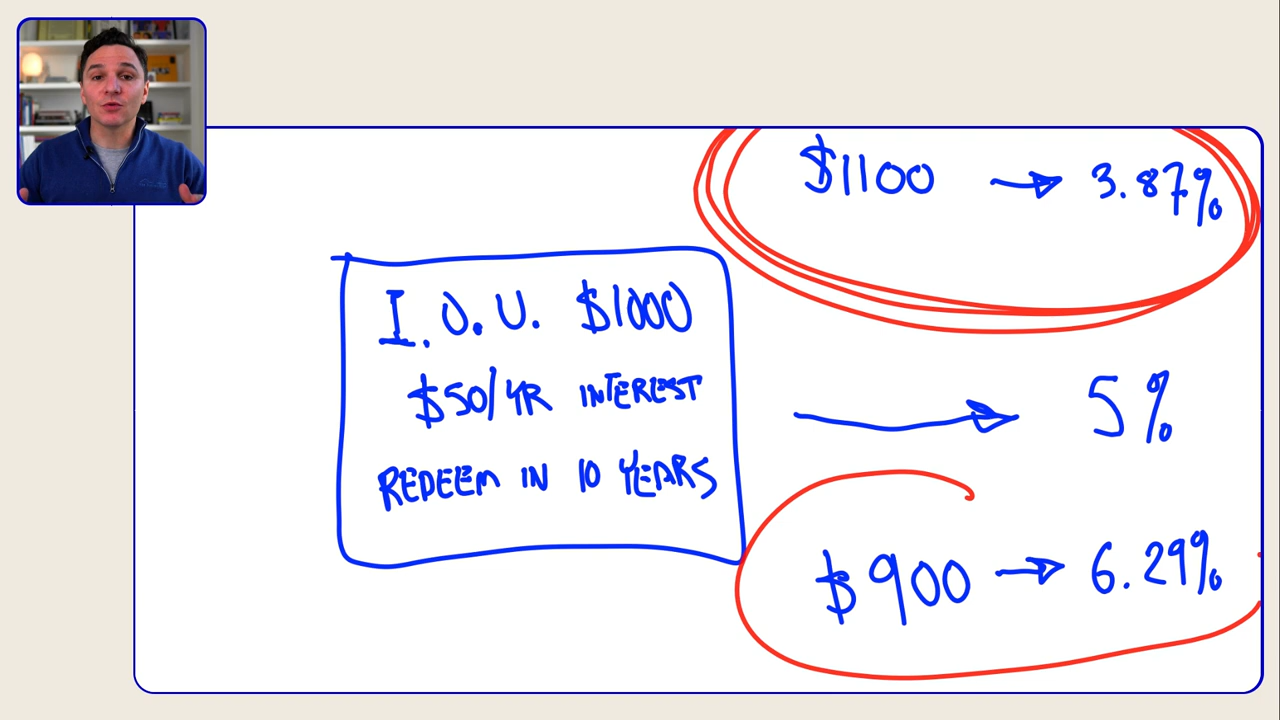 $1100 → 3.87%
I.O.U. $1000
$50/YR INTEREST
REDEEM IN 10 YEARS
→ 5%
$900 → 6.29%